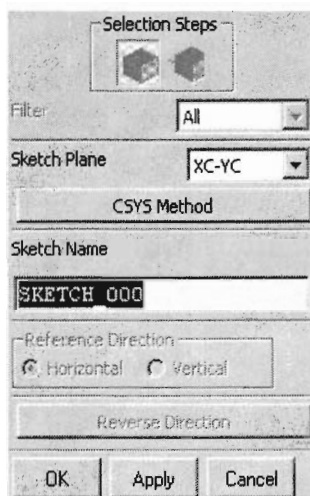 Selection Steps
Filter
All
Sketch Plane
XC-YC
CSYS Method
Sketch Name
SKETCH_000
Reference Direction
Horizontal Vertical
Reverse Direction
OK Apply Cancel